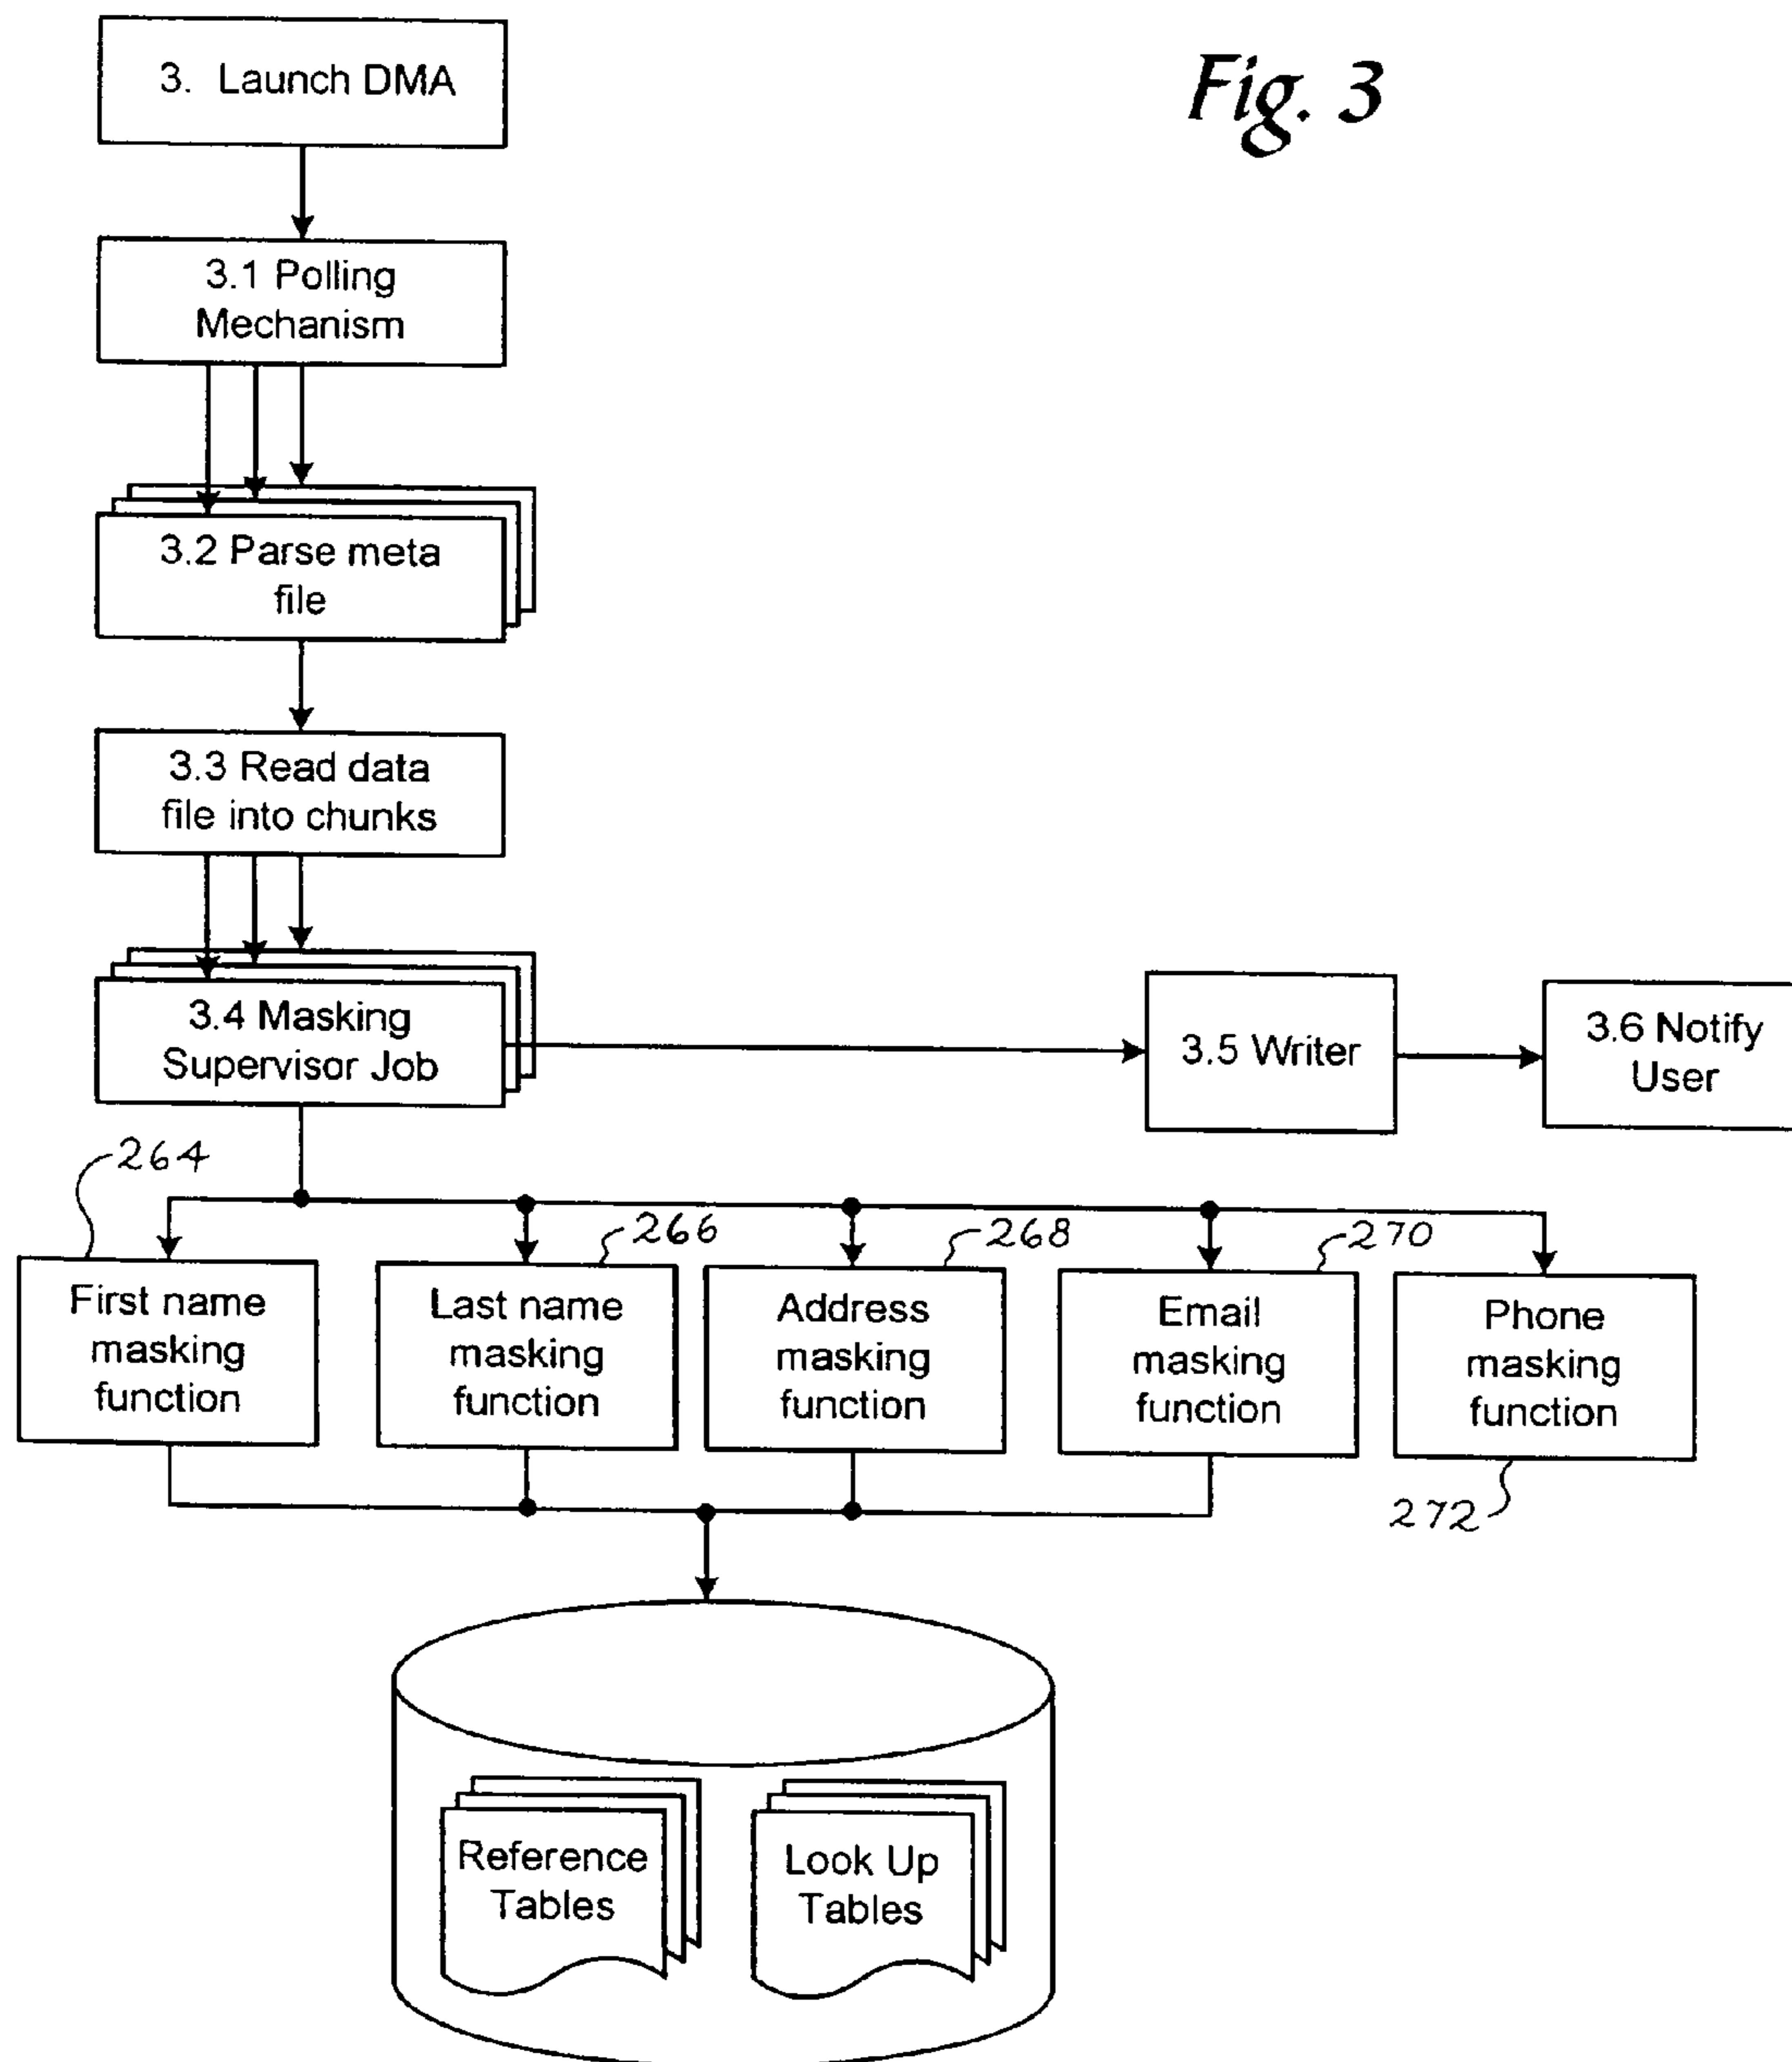 Fig. 3
3. Launch DMA
3.1 Polling
Mechanism
3.2 Parse meta
file
3.3 Read data
file into chunks
3.4 Masking
Supervisor Job
3.5 Writer
3.6 Notify
User
264
266
268
270
First name
masking
function
Last name
masking
function
Address
masking
function
Email
masking
function
Phone
masking
function
272
Reference
Tables
Look Up
Tables